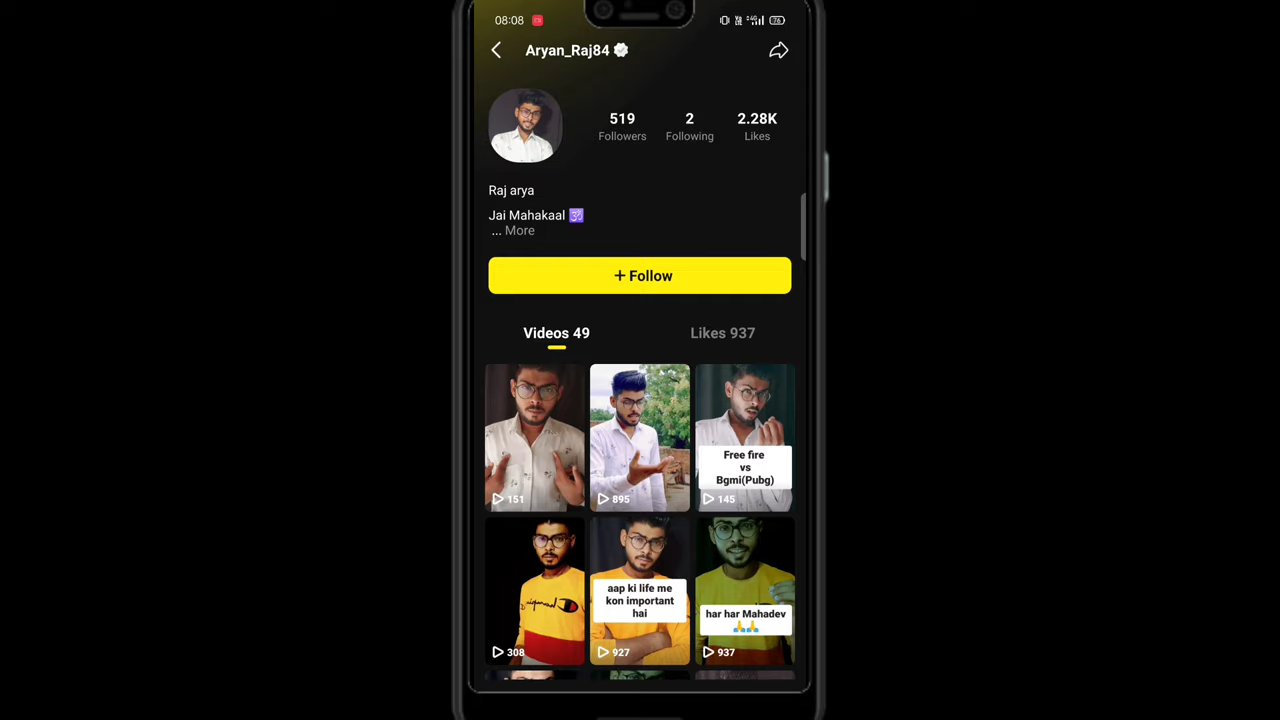 08:08
76
Aryan_Raj84
519 2 2.28K
Followers Following Likes
Raj arya
Jai Mahakaal 🕉
... More
+ Follow
Videos 49 Likes 937
Free fire
vs
Bgmi(Pubg)
151 895 145
aap ki life me
kon important
hai
har har Mahadev
🙏🙏
308 927 937